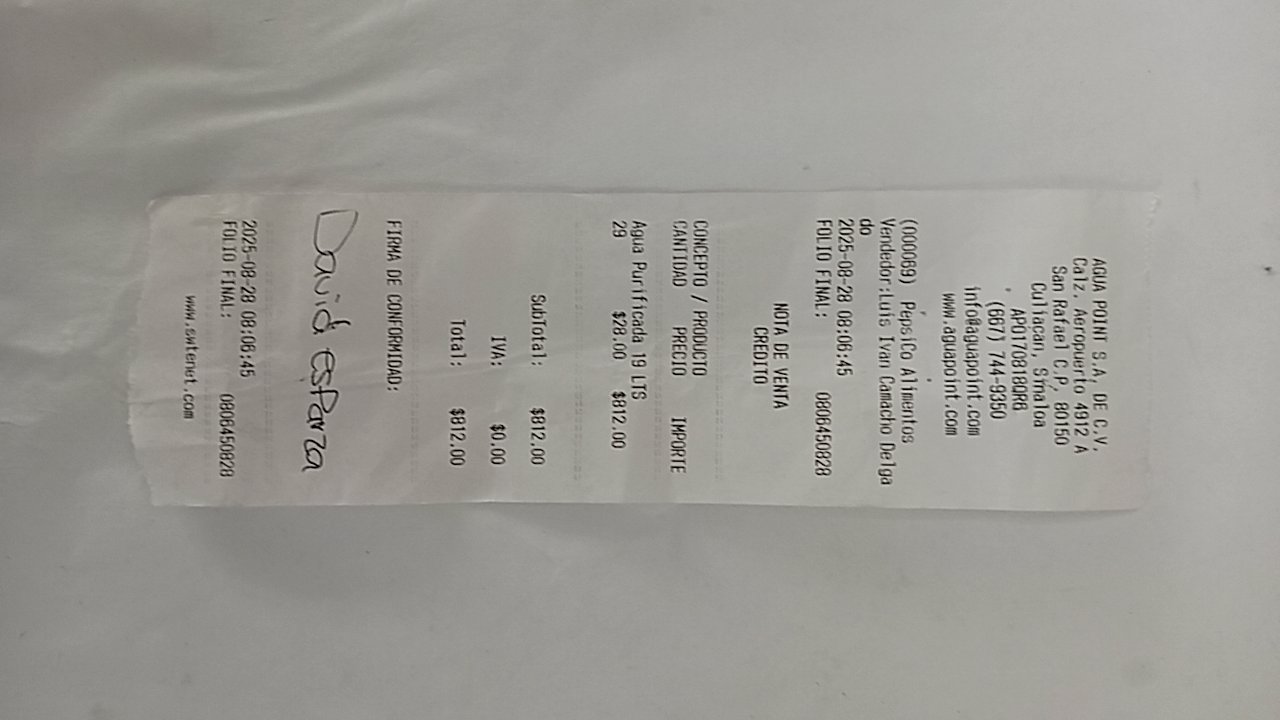 AGUA POINT S.A. DE C.V.
Calz. Aeropuerto 4912 A
San Rafael C.P. 80150
Culiacan, Sinaloa
APO170818QR6
(667) 744-9350
info@aguapoint.com
www.aguapoint.com
(000069) PepsiCo Alimentos
Vendedor:Luis Ivan Camacho Delga
do
2025-08-28 08:06:45
FOLIO FINAL: 0806450828
NOTA DE VENTA
CREDITO
CONCEPTO / PRODUCTO
CANTIDAD PRECIO IMPORTE
Agua Purificada 19 LTS
29 $28.00 $812.00
SubTotal: $812.00
IVA: $0.00
Total: $812.00
FIRMA DE CONFORMIDAD:
David esparza
2025-08-28 08:06:45
FOLIO FINAL: 0806450828
www.swtenet.com